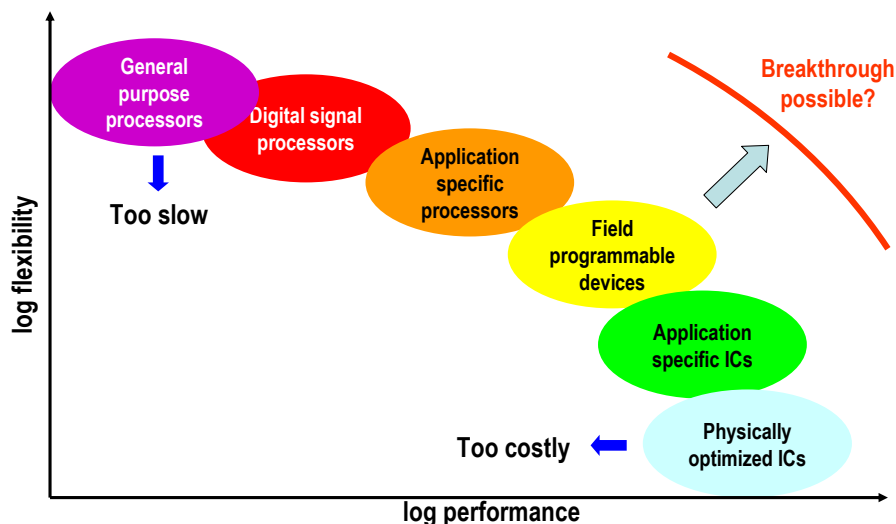 General
purpose
processors
Digital signal
processors
Application
specific
processors
Field
programmable
devices
Application
specific ICs
Physically
optimized ICs
Breakthrough
possible?
Too slow
Too costly
log flexibility
log performance